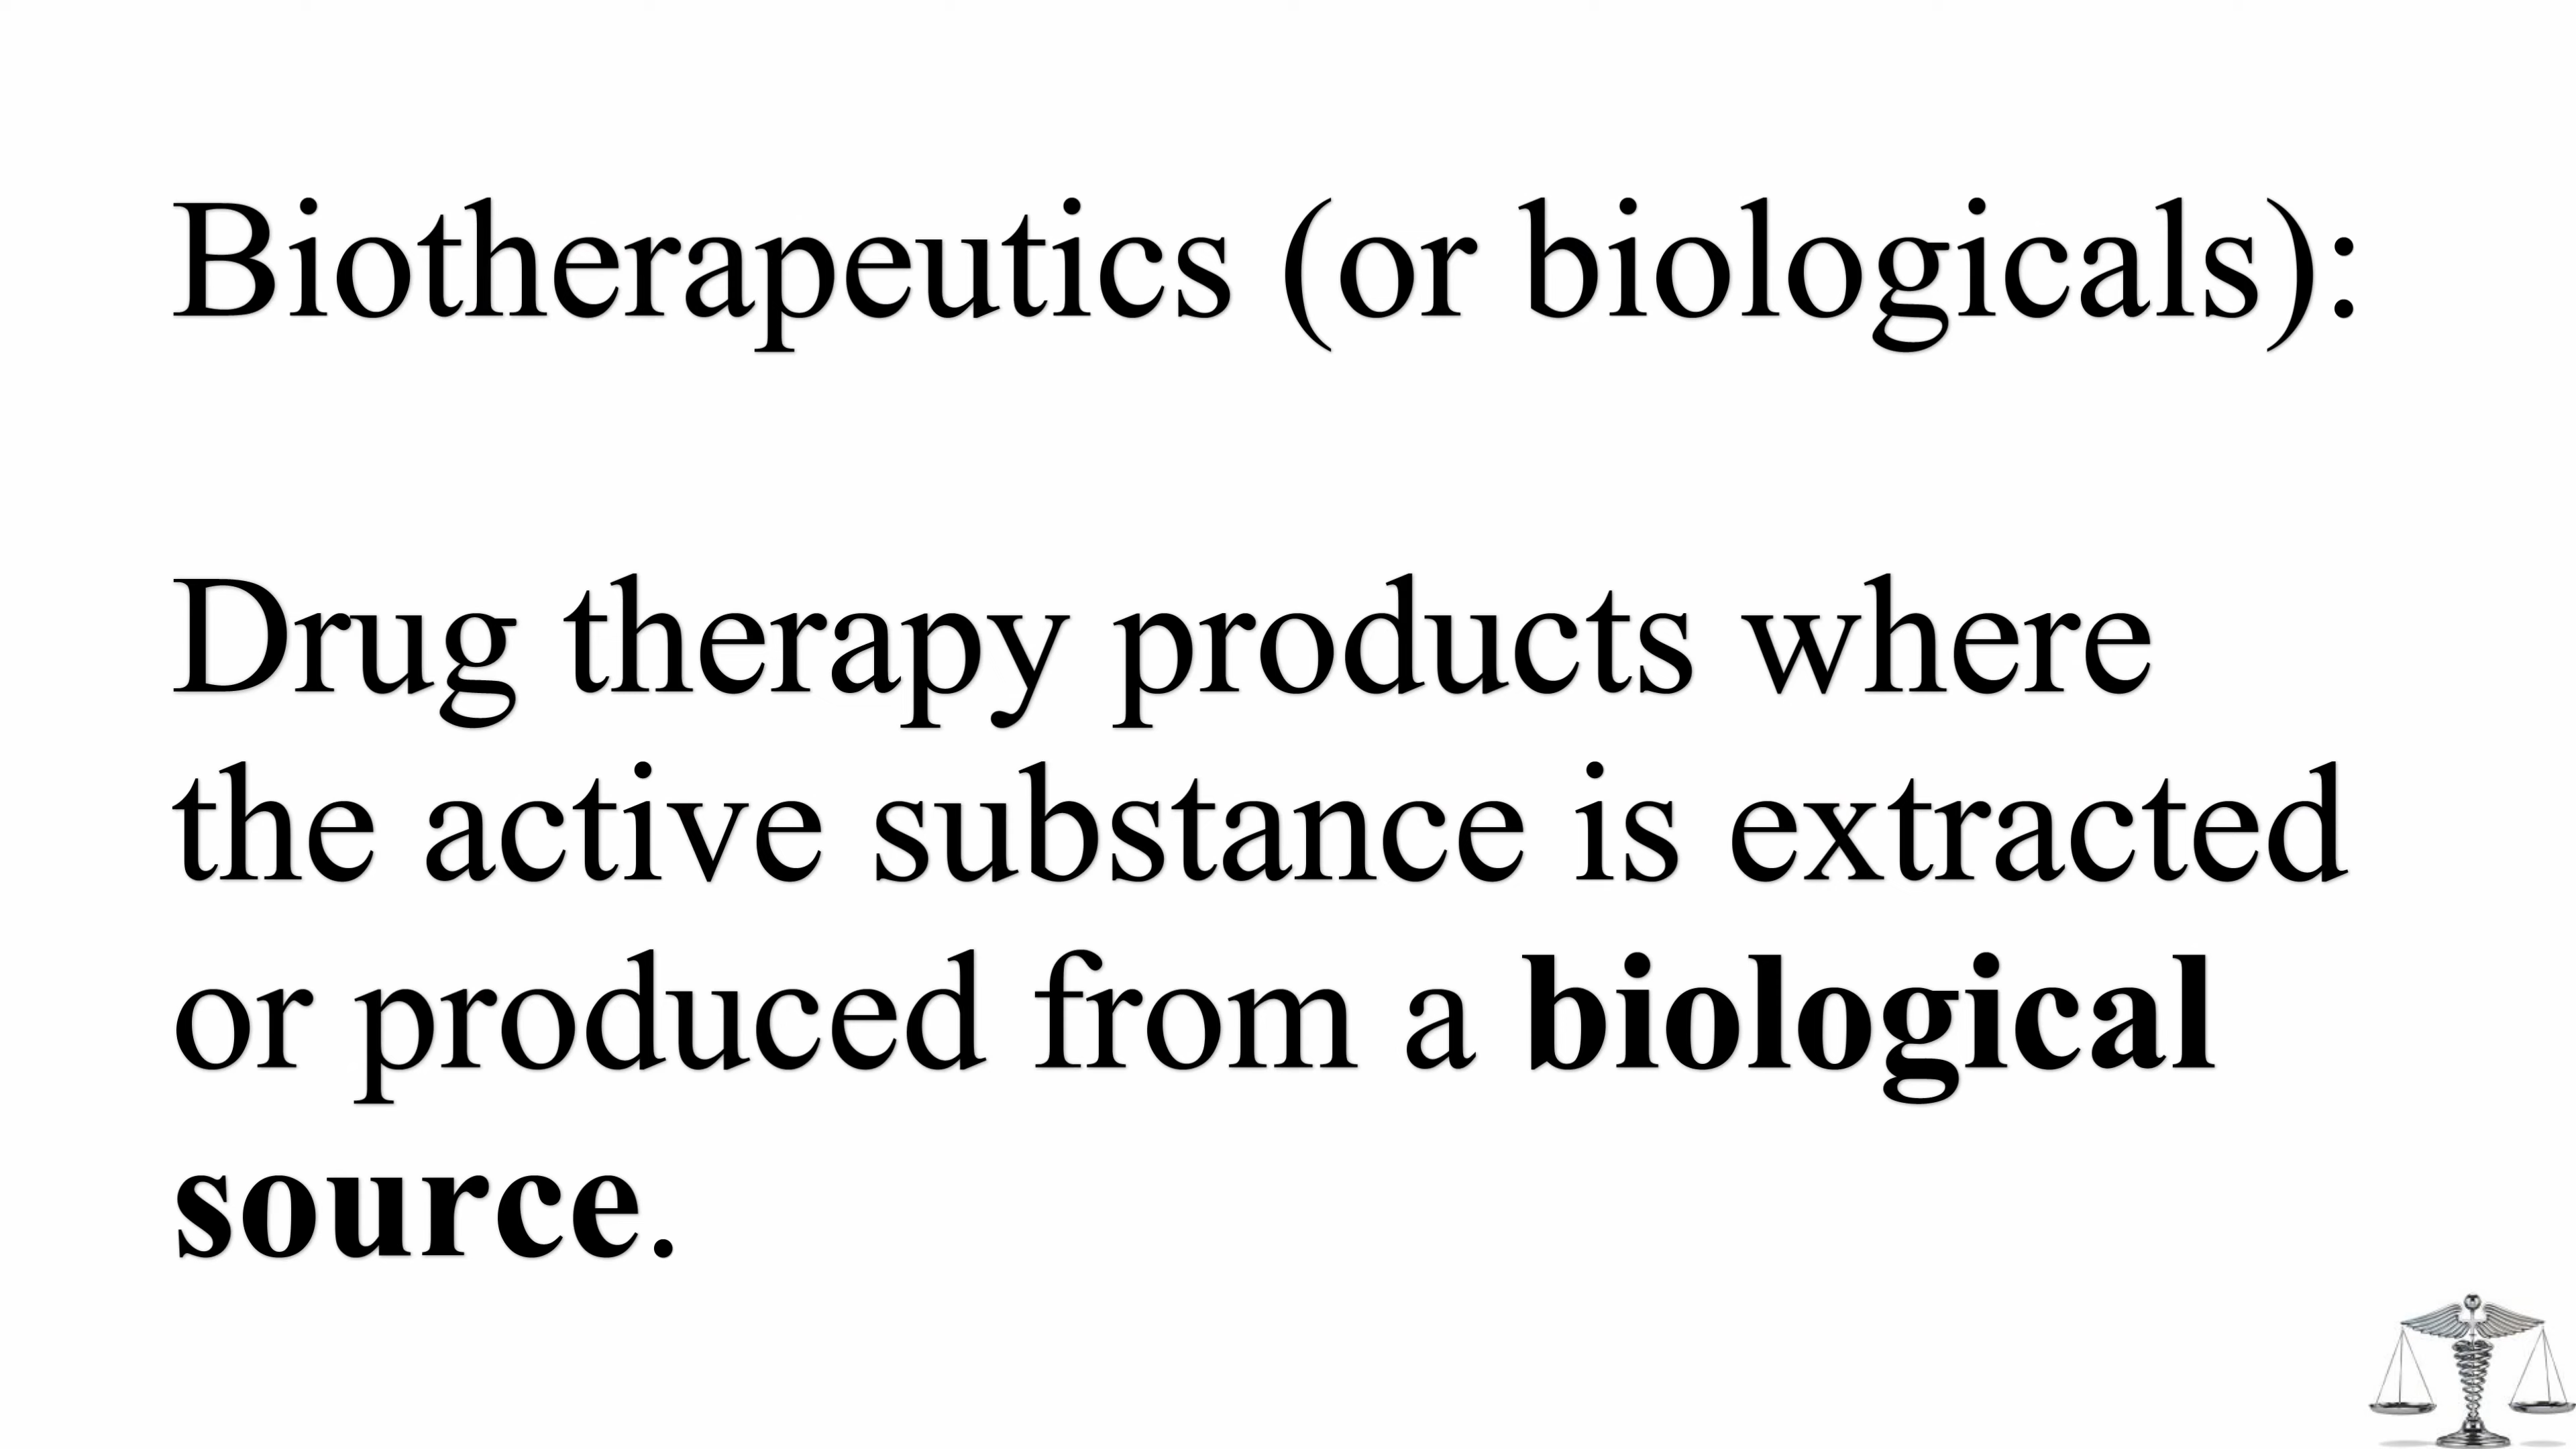 Biotherapeutics (or biologicals):
Drug therapy products where
the active substance is extracted
or produced from a biological
source.